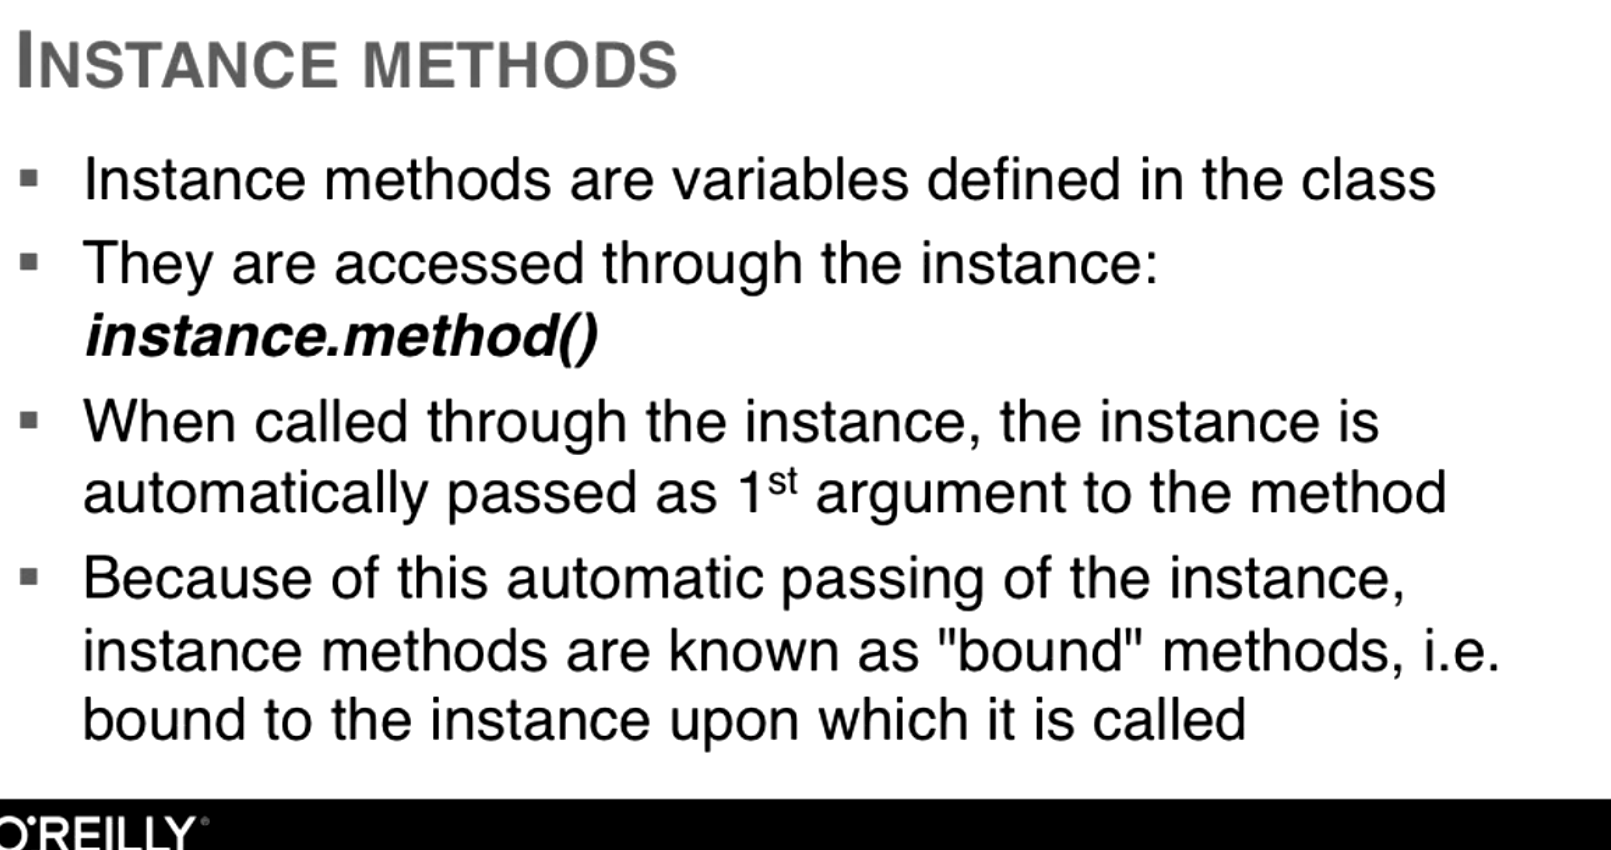 INSTANCE METHODS
▪ Instance methods are variables defined in the class
▪ They are accessed through the instance:
instance.method()
▪ When called through the instance, the instance is
automatically passed as 1st argument to the method
▪ Because of this automatic passing of the instance,
instance methods are known as "bound" methods, i.e.
bound to the instance upon which it is called
O'REILLY®